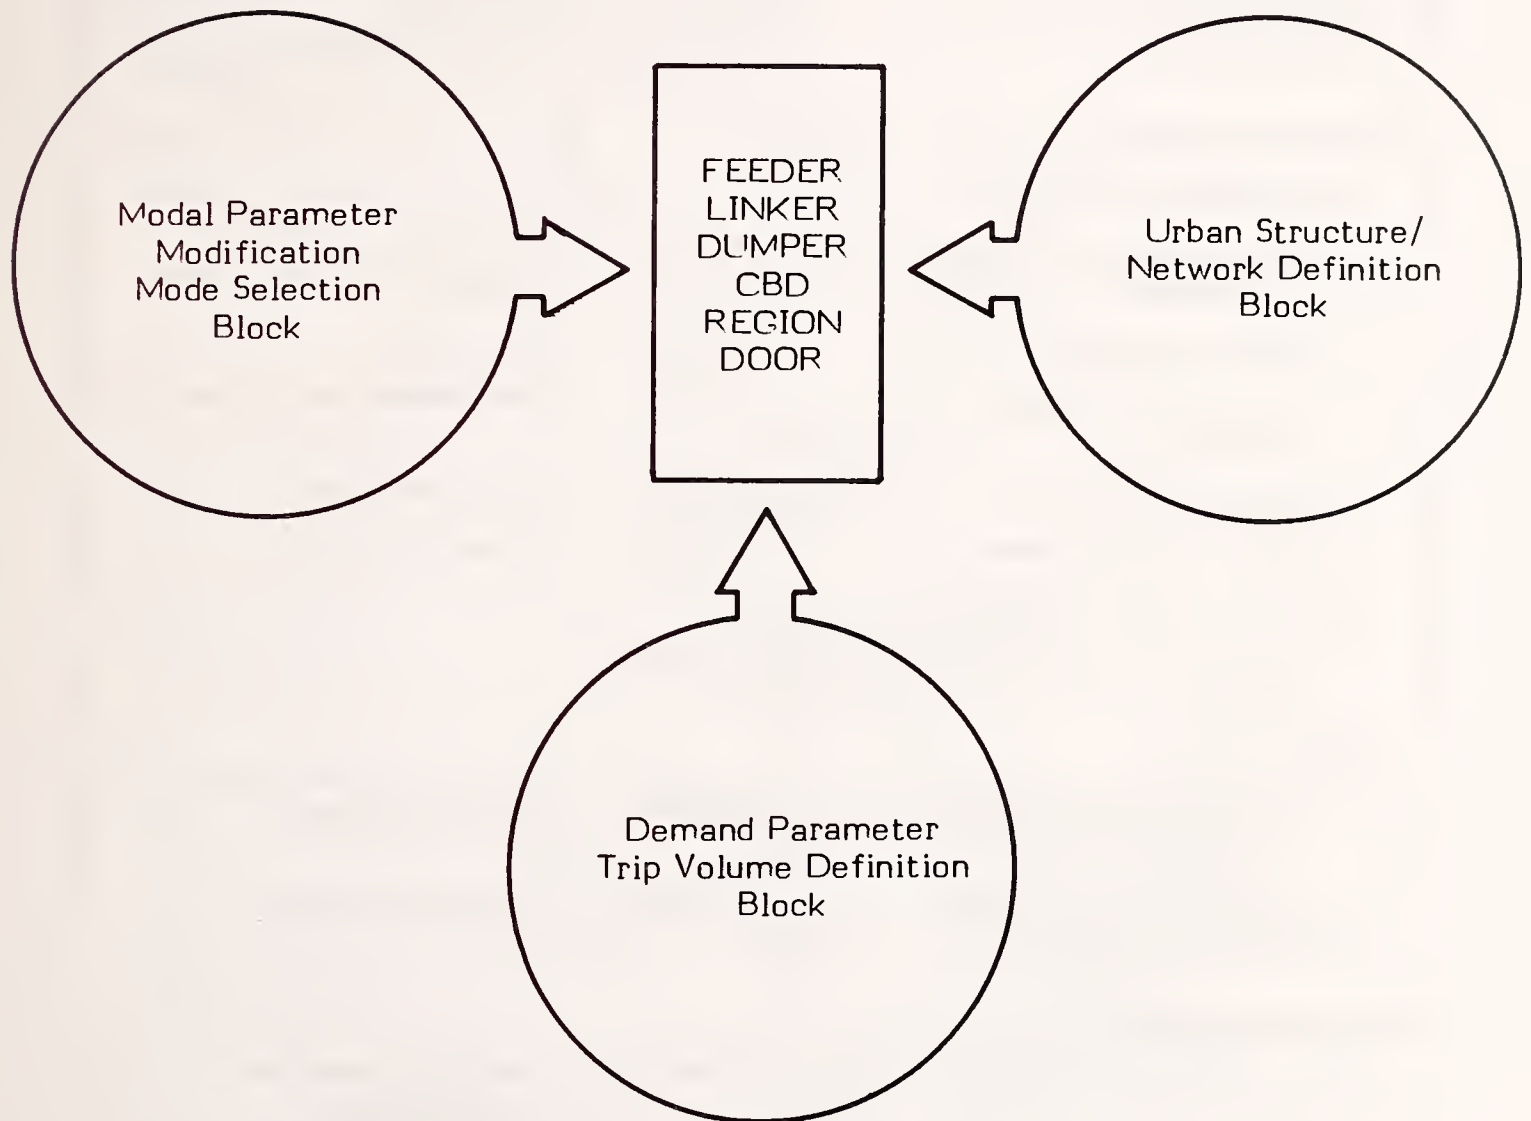 Modal Parameter
Modification
Mode Selection
Block
FEEDER
LINKER
DUMPER
CBD
REGION
DOOR
Urban Structure/
Network Definition
Block
Demand Parameter
Trip Volume Definition
Block